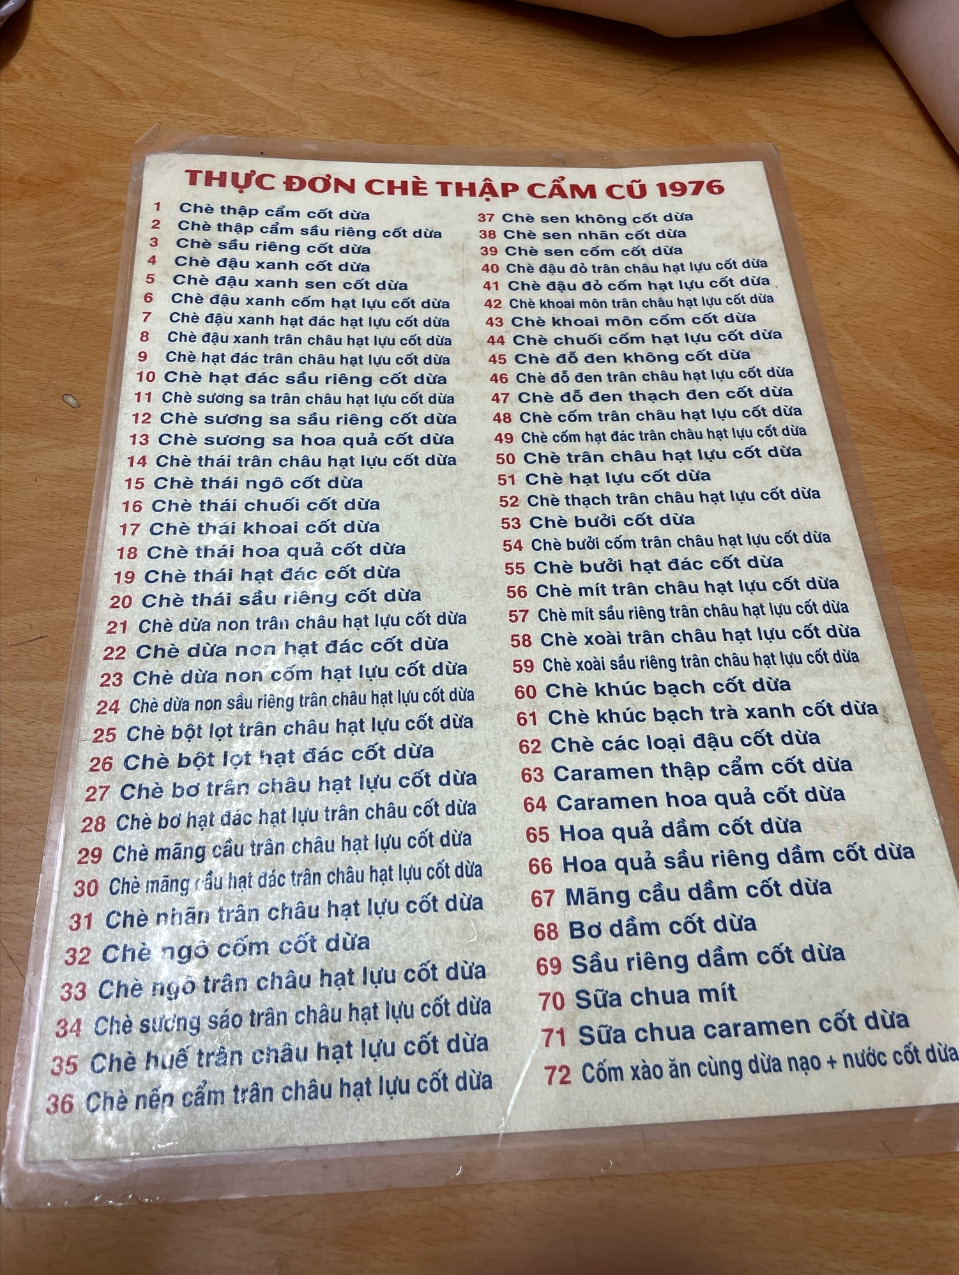 THỰC ĐƠN CHÈ THẬP CẨM CŨ 1976
1 Chè thập cẩm cốt dừa
2 Chè thập cẩm sầu riêng cốt dừa
3 Chè sầu riêng cốt dừa
4 Chè đậu xanh cốt dừa
5 Chè đậu xanh sen cốt dừa
6 Chè đậu xanh cốm hạt lựu cốt dừa
7 Chè đậu xanh hạt đác hạt lựu cốt dừa
8 Chè đậu xanh trân châu hạt lựu cốt dừa
9 Chè hạt đác trân châu hạt lựu cốt dừa
10 Chè hạt đác sầu riêng cốt dừa
11 Chè sương sa trân châu hạt lựu cốt dừa
12 Chè sương sa sầu riêng cốt dừa
13 Chè sương sa hoa quả cốt dừa
14 Chè thái trân châu hạt lựu cốt dừa
15 Chè thái ngô cốt dừa
16 Chè thái chuối cốt dừa
17 Chè thái khoai cốt dừa
18 Chè thái hoa quả cốt dừa
19 Chè thái hạt đác cốt dừa
20 Chè thái sầu riêng cốt dừa
21 Chè dừa non trân châu hạt lựu cốt dừa
22 Chè dừa non hạt đác cốt dừa
23 Chè dừa non cốm hạt lựu cốt dừa
24 Chè dừa non sầu riêng trân châu hạt lựu cốt dừa
25 Chè bột lọt trân châu hạt lựu cốt dừa
26 Chè bột lọt hạt đác cốt dừa
27 Chè bơ trân châu hạt lựu cốt dừa
28 Chè bơ hạt đác hạt lựu trân châu cốt dừa
29 Chè mãng cầu trân châu hạt lựu cốt dừa
30 Chè mãng cầu hạt đác trân châu hạt lựu cốt dừa
31 Chè nhãn trân châu hạt lựu cốt dừa
32 Chè ngô cốm cốt dừa
33 Chè ngô trân châu hạt lựu cốt dừa
34 Chè sương sáo trân châu hạt lựu cốt dừa
35 Chè huế trân châu hạt lựu cốt dừa
36 Chè nếp cẩm trân châu hạt lựu cốt dừa
37 Chè sen không cốt dừa
38 Chè sen nhãn cốt dừa
39 Chè sen cốm cốt dừa
40 Chè đậu đỏ trân châu hạt lựu cốt dừa
41 Chè đậu đỏ cốm hạt lựu cốt dừa
42 Chè khoai môn trân châu hạt lựu cốt dừa
43 Chè khoai môn cốm cốt dừa
44 Chè chuối cốm hạt lựu cốt dừa
45 Chè đỗ đen không cốt dừa
46 Chè đỗ đen trân châu hạt lựu cốt dừa
47 Chè đỗ đen thạch đen cốt dừa
48 Chè cốm trân châu hạt lựu cốt dừa
49 Chè cốm hạt đác trân châu hạt lựu cốt dừa
50 Chè trân châu hạt lựu cốt dừa
51 Chè hạt lựu cốt dừa
52 Chè thạch trân châu hạt lựu cốt dừa
53 Chè bưởi cốt dừa
54 Chè bưởi cốm trân châu hạt lựu cốt dừa
55 Chè bưởi hạt đác cốt dừa
56 Chè mít trân châu hạt lựu cốt dừa
57 Chè mít sầu riêng trân châu hạt lựu cốt dừa
58 Chè xoài trân châu hạt lựu cốt dừa
59 Chè xoài sầu riêng trân châu hạt lựu cốt dừa
60 Chè khúc bạch cốt dừa
61 Chè khúc bạch trà xanh cốt dừa
62 Chè các loại đậu cốt dừa
63 Caramen thập cẩm cốt dừa
64 Caramen hoa quả cốt dừa
65 Hoa quả dầm cốt dừa
66 Hoa quả sầu riêng dầm cốt dừa
67 Mãng cầu dầm cốt dừa
68 Bơ dầm cốt dừa
69 Sầu riêng dầm cốt dừa
70 Sữa chua mít
71 Sữa chua caramen cốt dừa
72 Cốm xào ăn cùng dừa nạo + nước cốt dừa